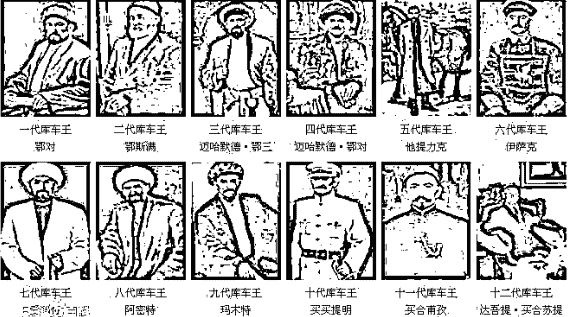 一代库车王 二代库车王 三代库车王 四代库车王 五代库车王 六代库车王
鄂对 鄂斯满 迈哈默德·鄂三 迈哈默德·鄂对 他提力克 伊萨克
七代库车王 八代库车王 九代库车王 十代库车王 十一代库车王 十二代库车王
阿密特 玛木特 买买提明 买合甫孜 达吾提·买合苏提